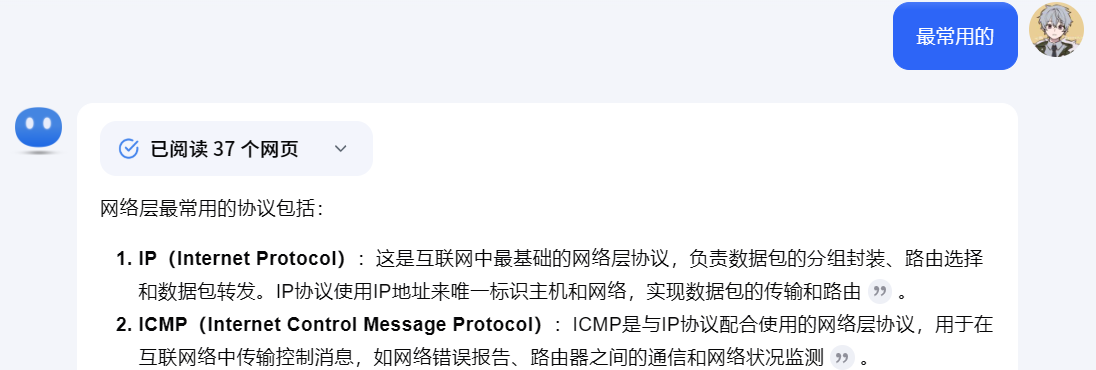 最常用的
已阅读 37 个网页
网络层最常用的协议包括：
1. IP（Internet Protocol）：这是互联网中最基础的网络层协议，负责数据包的分组封装、路由选择
和数据包转发。IP协议使用IP地址来唯一标识主机和网络，实现数据包的传输和路由 ” 。
2. ICMP（Internet Control Message Protocol）：ICMP是与IP协议配合使用的网络层协议，用于在
互联网络中传输控制消息，如网络错误报告、路由器之间的通信和网络状况监测 ” 。